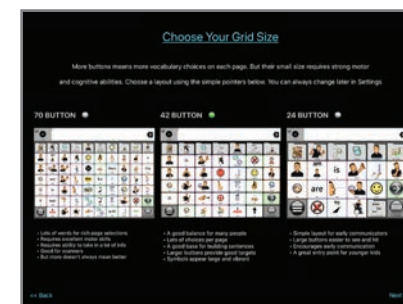 Choose Your Grid Size
More buttons means more vocabulary choices on each page, But their small size requires strong motor
and cognitive abilities. Choose a layout using the simple pointers below. You can always change later in Settings
70 BUTTON
42 BUTTON
24 BUTTON
is
are
are
- Lots of words for rich page selections
- Requires excellent motor skills
- Requires ability to take in a lot of info
- Good for scanners
- But more doesn't always mean better
- A good balance for many people
- Lots of choices per page
- A good base for building sentences
- Larger buttons provide good targets
- Symbols appear large and vibrant
- Simple layout for early communicators
- Large buttons easier to see and hit
- Encourages early communication
- A great entry point for younger kids
<< Back
Next